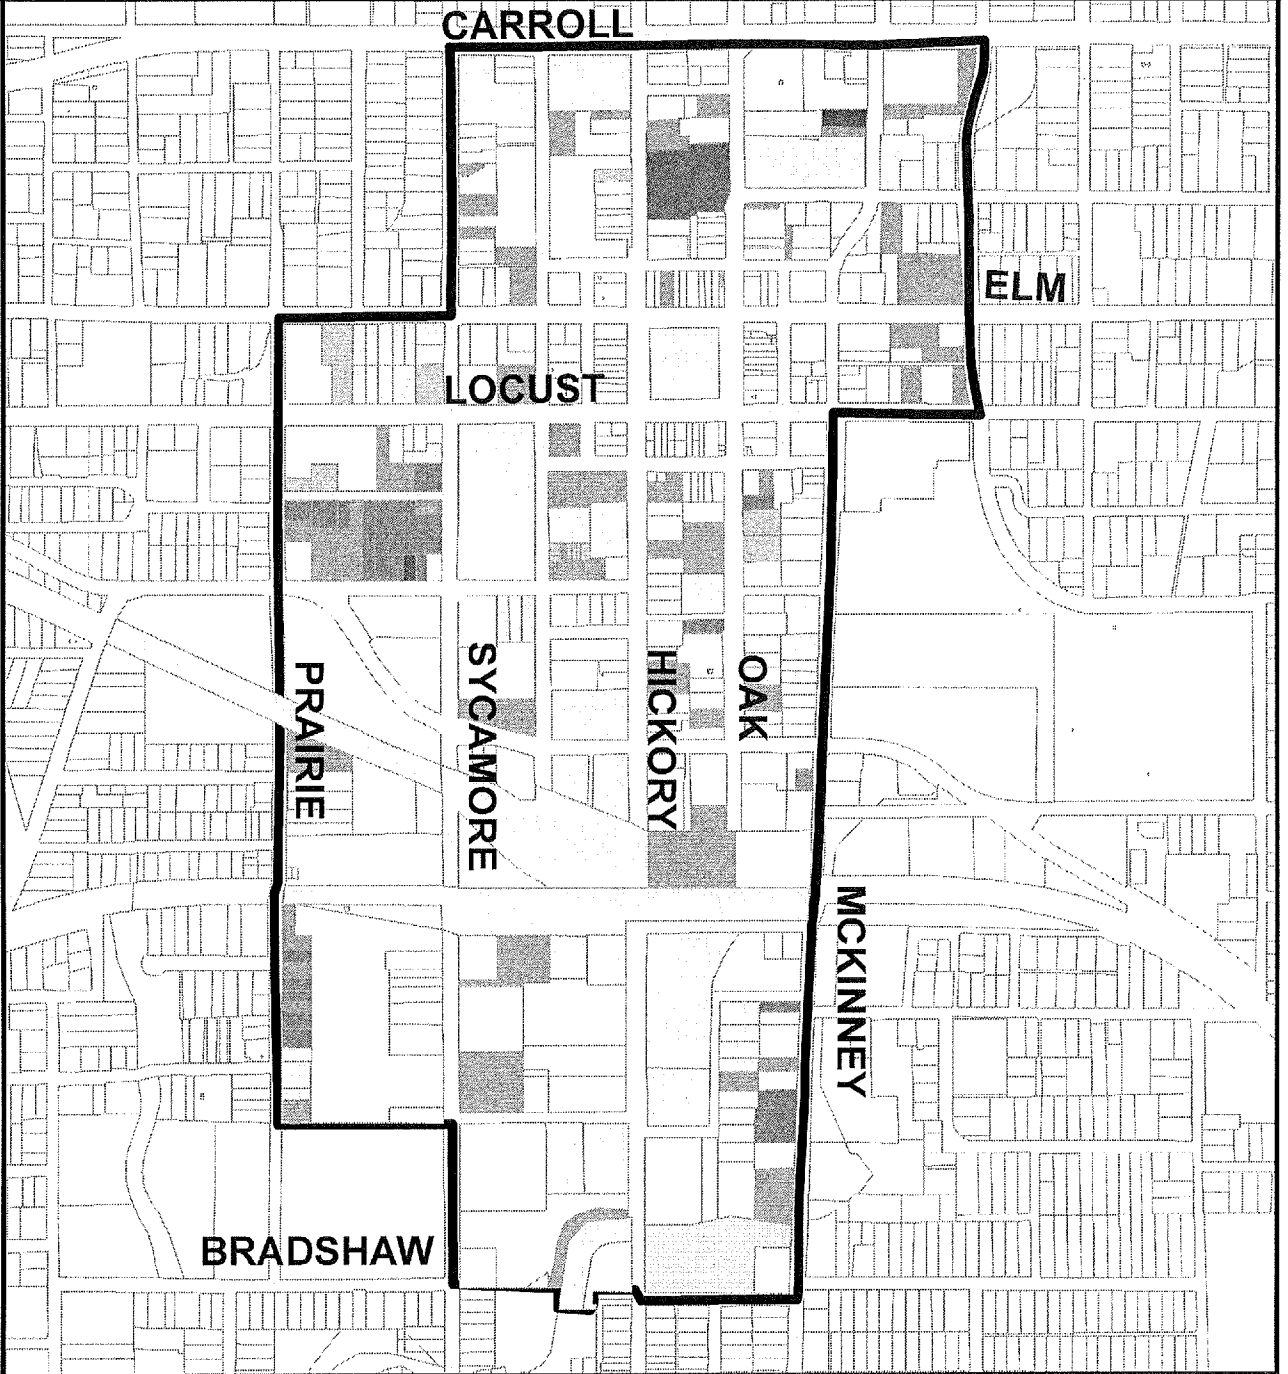 CARROLL
ELM
LOCUST
PRAIRIE
SYCAMORE
HICKORY
OAK
MCKINNEY
BRADSHAW